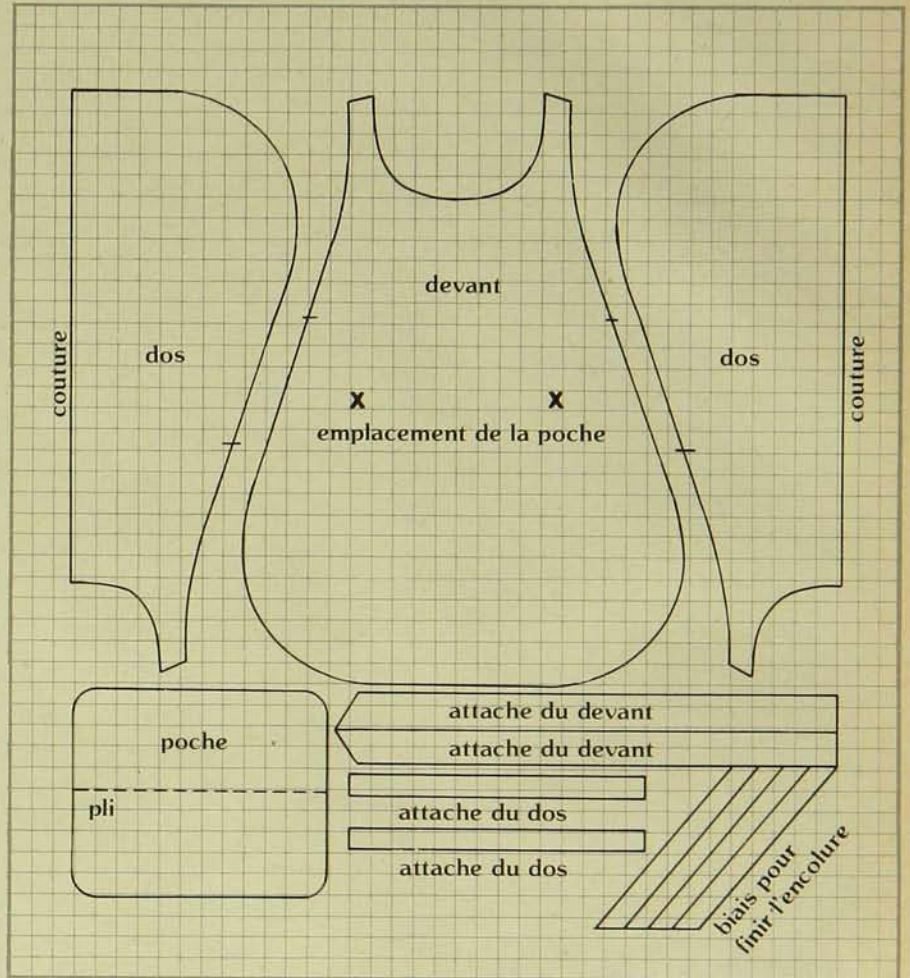 devant
couture
dos
dos
couture
X X
emplacement de la poche
poche
pli
attache du devant
attache du devant
attache du dos
attache du dos
biais pour
finir l'encolure